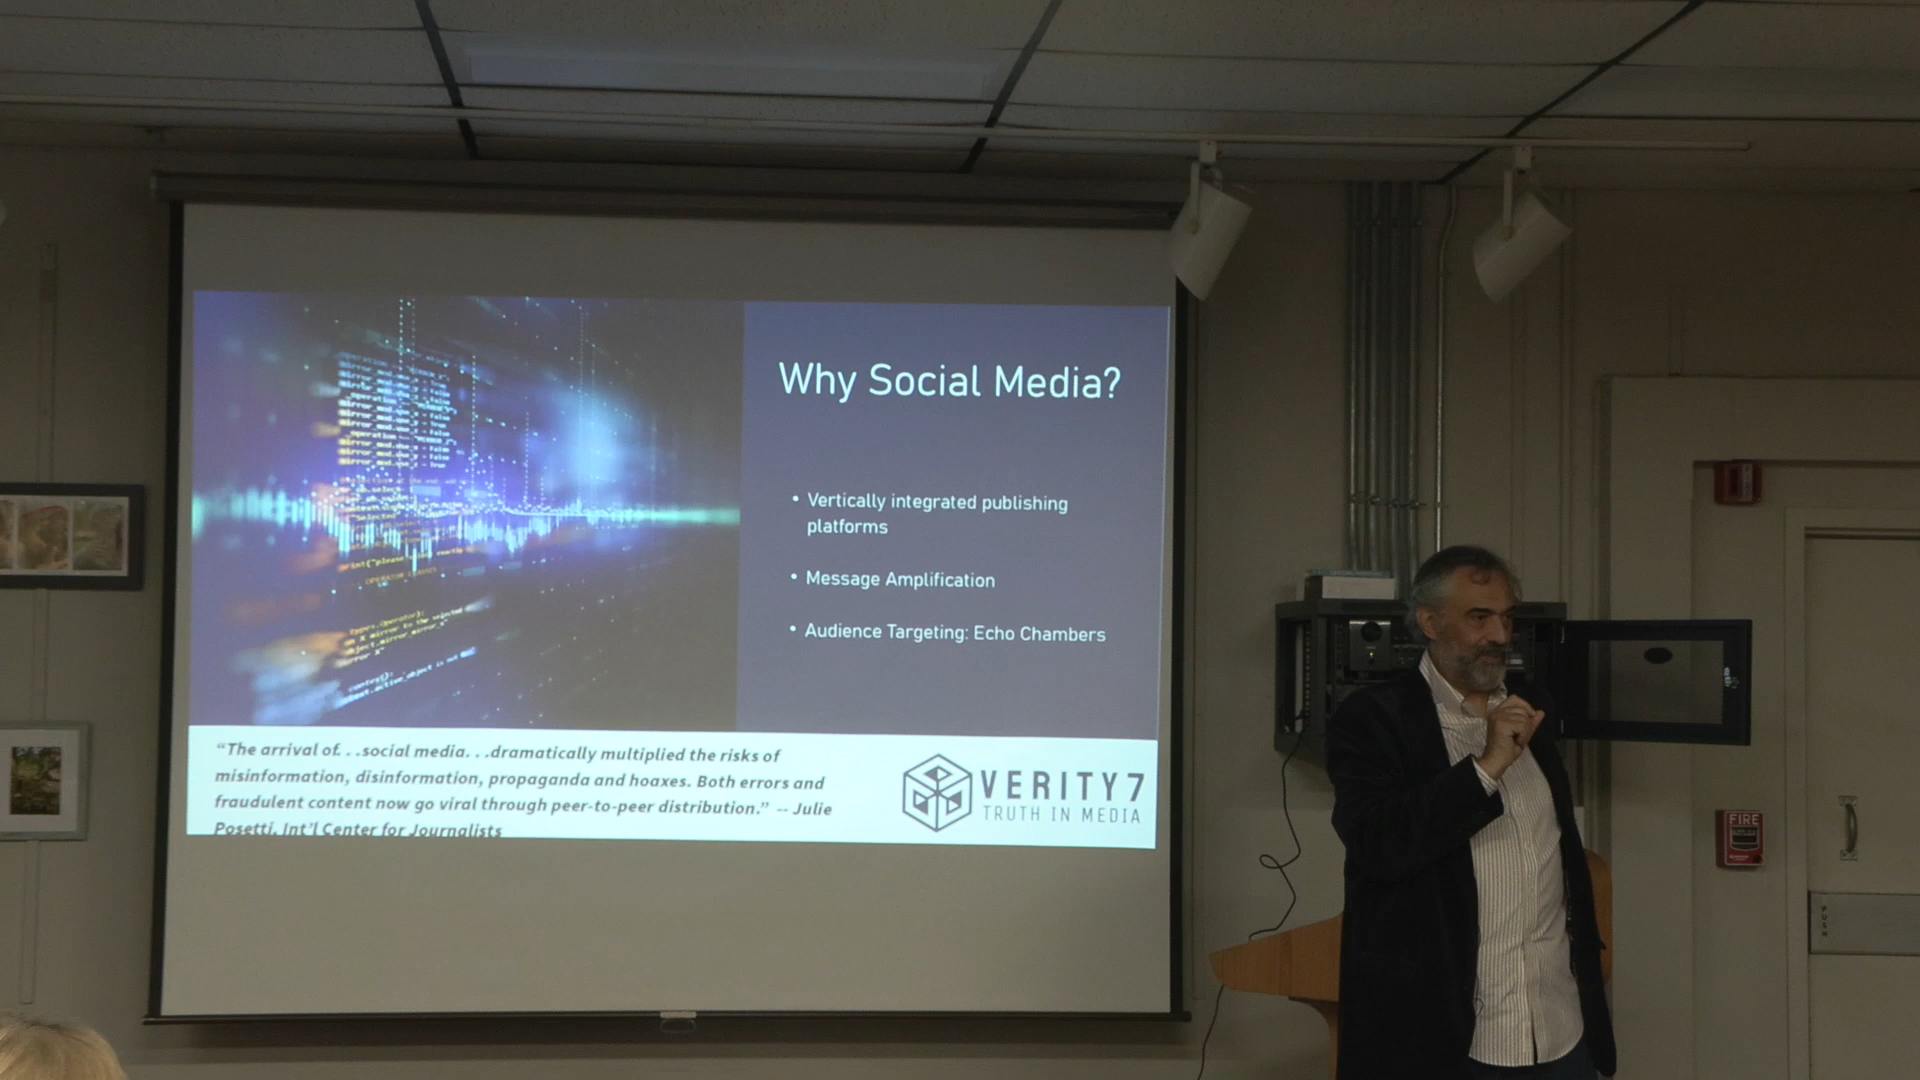 Why Social Media?
• Vertically integrated publishing
platforms
• Message Amplification
• Audience Targeting: Echo Chambers
“The arrival of. . .social media. . .dramatically multiplied the risks of
misinformation, disinformation, propaganda and hoaxes. Both errors and
fraudulent content now go viral through peer-to-peer distribution.” -- Julie
Posetti, Int'l Center for Journalists
VERITY7
TRUTH IN MEDIA
FIRE
PUSH